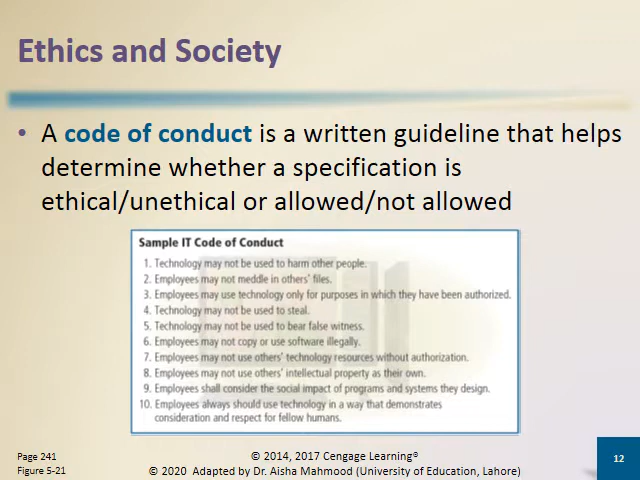 Ethics and Society
• A code of conduct is a written guideline that helps
determine whether a specification is
ethical/unethical or allowed/not allowed
Sample IT Code of Conduct
1. Technology may not be used to harm other people.
2. Employees may not meddle in others' files.
3. Employees may use technology only for purposes in which they have been authorized.
4. Technology may not be used to steal.
5. Technology may not be used to bear false witness.
6. Employees may not copy or use software illegally.
7. Employees may not use others' technology resources without authorization.
8. Employees may not use others' intellectual property as their own.
9. Employees shall consider the social impact of programs and systems they design.
10. Employees always should use technology in a way that demonstrates
consideration and respect for fellow humans.
Page 241
Figure 5-21
© 2014, 2017 Cengage Learning®
© 2020 Adapted by Dr. Aisha Mahmood (University of Education, Lahore)
12